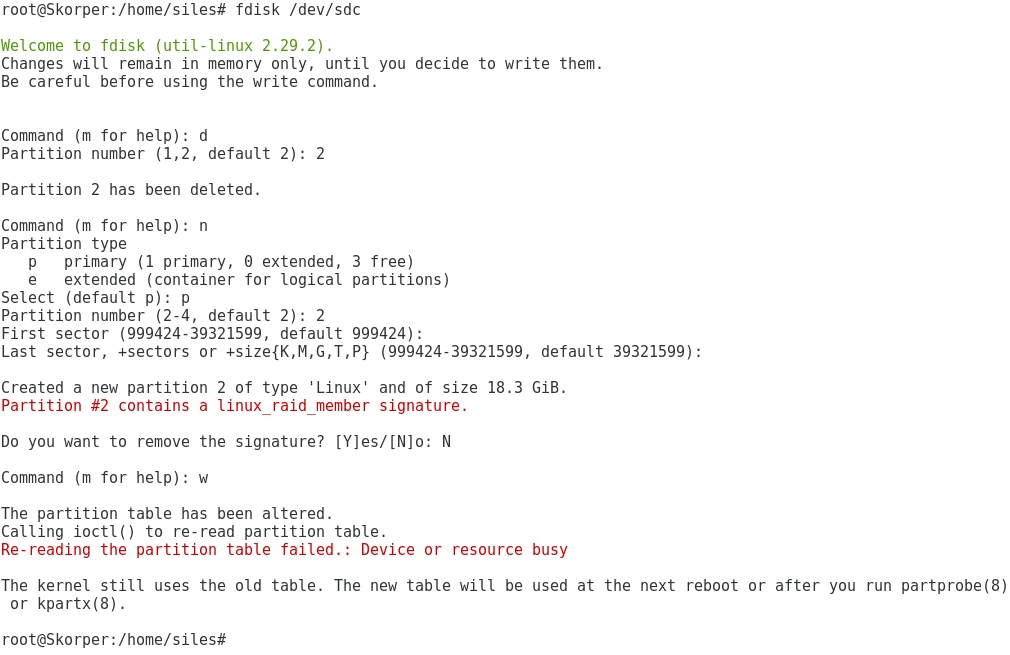 root@Skorper:/home/siles# fdisk /dev/sdc
Welcome to fdisk (util-linux 2.29.2).
Changes will remain in memory only, until you decide to write them.
Be careful before using the write command.
Command (m for help): d
Partition number (1,2, default 2): 2
Partition 2 has been deleted.
Command (m for help): n
Partition type
   p   primary (1 primary, 0 extended, 3 free)
   e   extended (container for logical partitions)
Select (default p): p
Partition number (2-4, default 2): 2
First sector (999424-39321599, default 999424):
Last sector, +sectors or +size{K,M,G,T,P} (999424-39321599, default 39321599):
Created a new partition 2 of type 'Linux' and of size 18.3 GiB.
Partition #2 contains a linux_raid_member signature.
Do you want to remove the signature? [Y]es/[N]o: N
Command (m for help): w
The partition table has been altered.
Calling ioctl() to re-read partition table.
Re-reading the partition table failed.: Device or resource busy
The kernel still uses the old table. The new table will be used at the next reboot or after you run partprobe(8)
 or kpartx(8).
root@Skorper:/home/siles#